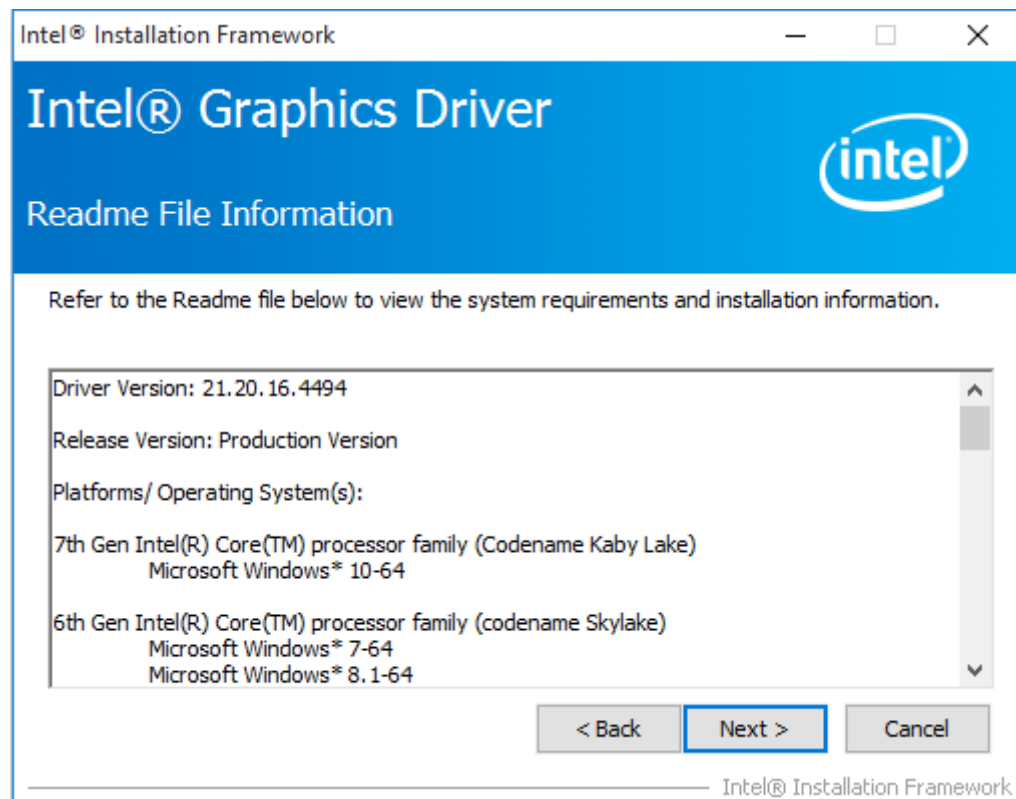 Intel® Installation Framework
Intel® Graphics Driver
intel®
Readme File Information
Refer to the Readme file below to view the system requirements and installation information.
Driver Version: 21.20.16.4494
Release Version: Production Version
Platforms/ Operating System(s):
7th Gen Intel(R) Core(TM) processor family (Codename Kaby Lake)
Microsoft Windows* 10-64
6th Gen Intel(R) Core(TM) processor family (codename Skylake)
Microsoft Windows* 7-64
Microsoft Windows* 8.1-64
< Back Next > Cancel
Intel® Installation Framework